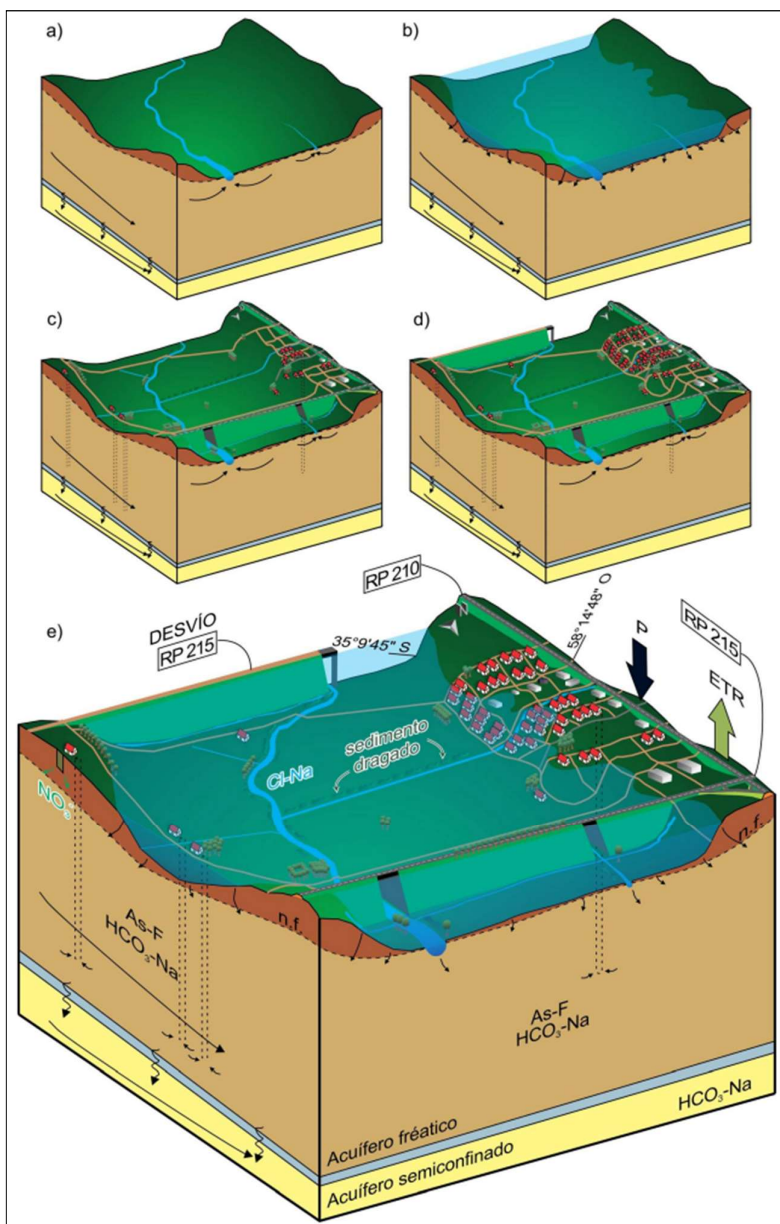 a)
b)
c)
d)
e)
RP 210
DESVÍO
RP 215
35°9'45" S
58°14'48" O
RP 215
P
ETR
N
sedimento
dragado
Cl-Na
NO₃⁻
n.f.
n.f.
As-F
HCO₃-Na
As-F
HCO₃-Na
HCO₃-Na
Acuífero fréatico
Acuífero semiconfinado